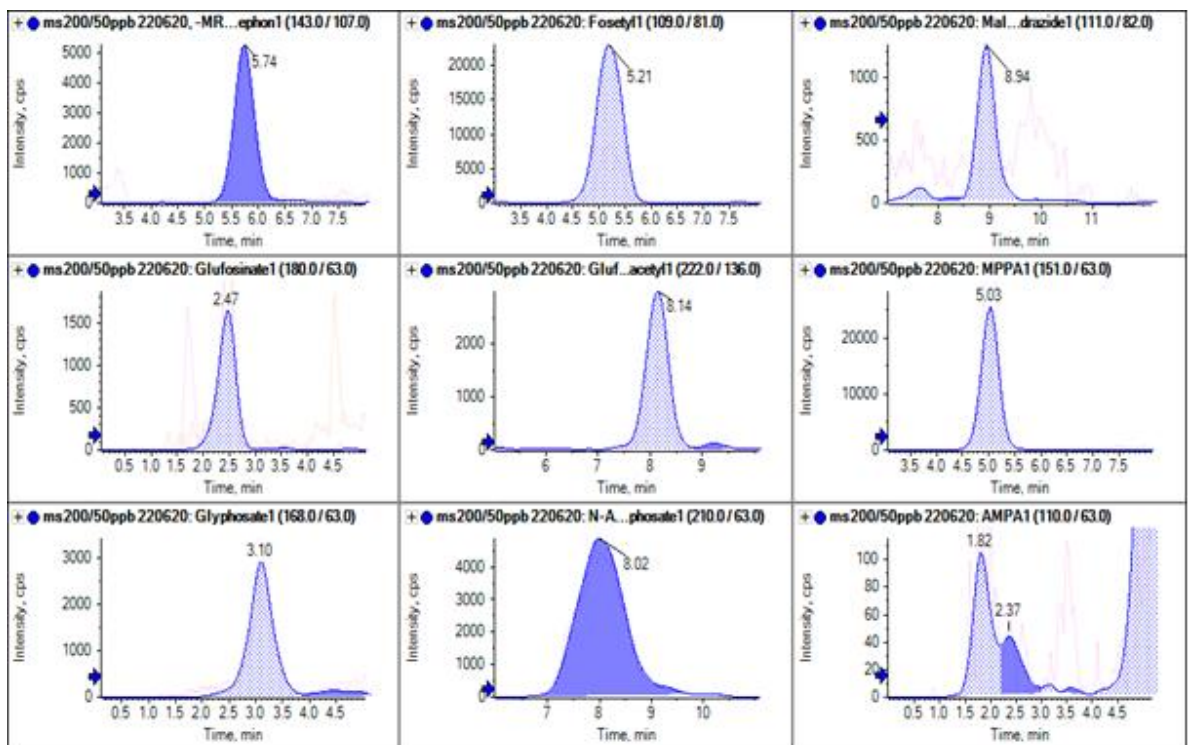 ms200/50ppb 220620, -MR...ephon1 (143.0 / 107.0)
Intensity, cps
5000
4000
3000
2000
1000
0
5.74
3.5 4.0 4.5 5.0 5.5 6.0 6.5 7.0 7.5
Time, min
ms200/50ppb 220620: Fosetyl1 (109.0 / 81.0)
Intensity, cps
20000
15000
10000
5000
0
5.21
3.5 4.0 4.5 5.0 5.5 6.0 6.5 7.0 7.5
Time, min
ms200/50ppb 220620: Mal...drazide1 (111.0 / 82.0)
Intensity, cps
1000
500
0
8.94
8 9 10 11
Time, min
ms200/50ppb 220620: Glufosinate1 (180.0 / 63.0)
Intensity, cps
1500
1000
500
0
2.47
0.5 1.0 1.5 2.0 2.5 3.0 3.5 4.0 4.5
Time, min
ms200/50ppb 220620: Gluf...acetyl1 (222.0 / 136.0)
Intensity, cps
2000
1000
0
8.14
6 7 8 9
Time, min
ms200/50ppb 220620: MPPA1 (151.0 / 63.0)
Intensity, cps
20000
10000
0
5.03
3.5 4.0 4.5 5.0 5.5 6.0 6.5 7.0 7.5
Time, min
ms200/50ppb 220620: Glyphosate1 (168.0 / 63.0)
Intensity, cps
3000
2000
1000
0
3.10
0.5 1.0 1.5 2.0 2.5 3.0 3.5 4.0 4.5
Time, min
ms200/50ppb 220620: N-A...phosate1 (210.0 / 63.0)
Intensity, cps
4000
3000
2000
1000
0
8.02
7 8 9 10
Time, min
ms200/50ppb 220620: AMPA1 (110.0 / 63.0)
Intensity, cps
100
80
60
40
20
0
1.82
2.37
0.5 1.0 1.5 2.0 2.5 3.0 3.5 4.0 4.5
Time, min